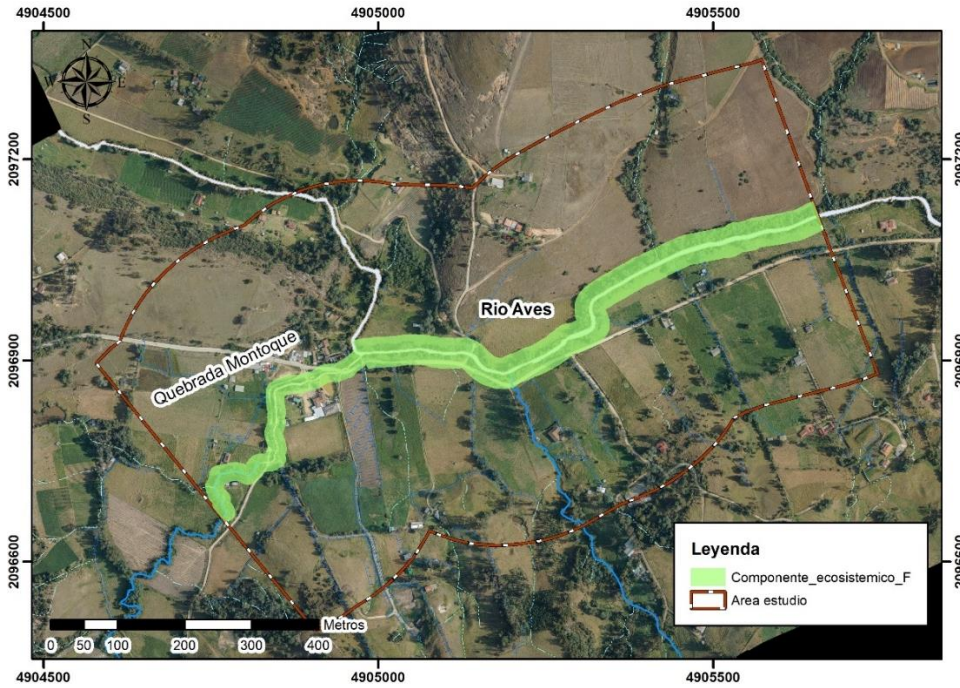 4904500 4905000 4905500
N
W E
S
2097200 2097200
Rio Aves
Quebrada Montoque
2096900 2096900
2096600 2096600
Leyenda
Componente_ecosistemico_F
Area estudio
Metros
0 50 100 200 300 400
4904500 4905000 4905500